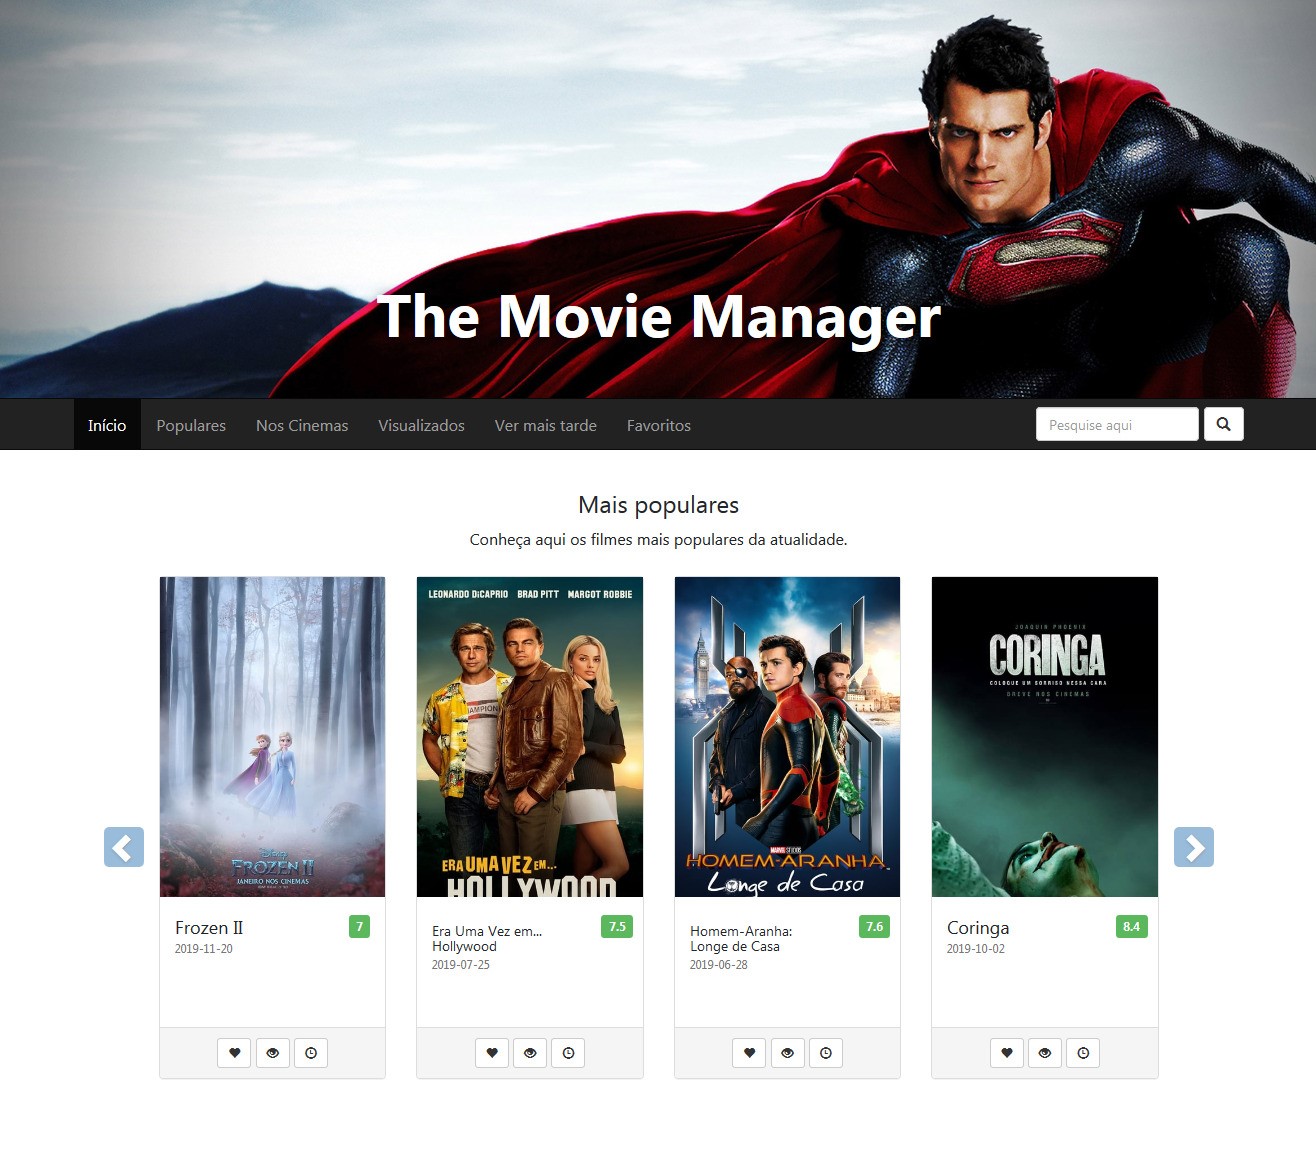 The Movie Manager
Início
Populares
Nos Cinemas
Visualizados
Ver mais tarde
Favoritos
Pesquise aqui
Mais populares
Conheça aqui os filmes mais populares da atualidade.
Disney
FROZEN II
JANEIRO NOS CINEMAS
LEONARDO DiCAPRIO BRAD PITT MARGOT ROBBIE
CHAMPION
ERA UMA VEZ EM...
HOLLYWOOD
MARVEL STUDIOS
HOMEM-ARANHA
Longe de Casa
JOAQUIN PHOENIX
CORINGA
COLOQUE UM SORRISO NESSA CARA
BREVE NOS CINEMAS
Frozen II
7
2019-11-20
Era Uma Vez em...
Hollywood
7.5
2019-07-25
Homem-Aranha:
Longe de Casa
7.6
2019-06-28
Coringa
8.4
2019-10-02